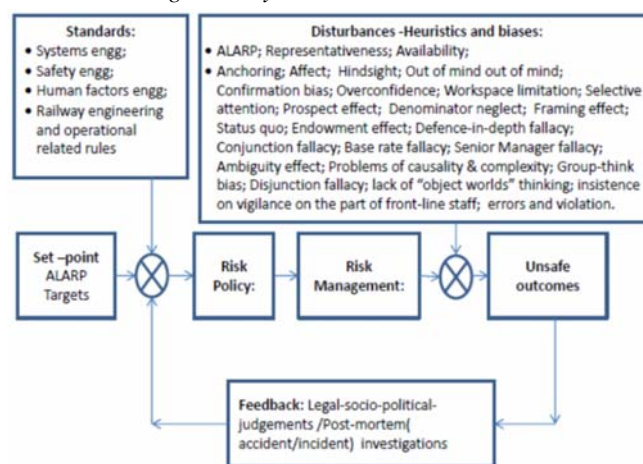 Standards:
• Systems engg;
• Safety engg;
• Human factors engg;
• Railway engineering
and operational
related rules
Disturbances -Heuristics and biases:
• ALARP; Representativeness; Availability;
• Anchoring; Affect; Hindsight; Out of mind out of mind;
Confirmation bias; Overconfidence; Workspace limitation; Selective
attention; Prospect effect; Denominator neglect; Framing effect;
Status quo; Endowment effect; Defence-in-depth fallacy;
Conjunction fallacy; Base rate fallacy; Senior Manager fallacy;
Ambiguity effect; Problems of causality & complexity; Group-think
bias; Disjunction fallacy; lack of "object worlds" thinking; insistence
on vigilance on the part of front-line staff; errors and violation.
Set –point
ALARP
Targets
Risk
Policy:
Risk
Management:
Unsafe
outcomes
Feedback: Legal-socio-political-
judgements /Post-mortem(
accident/incident) investigations